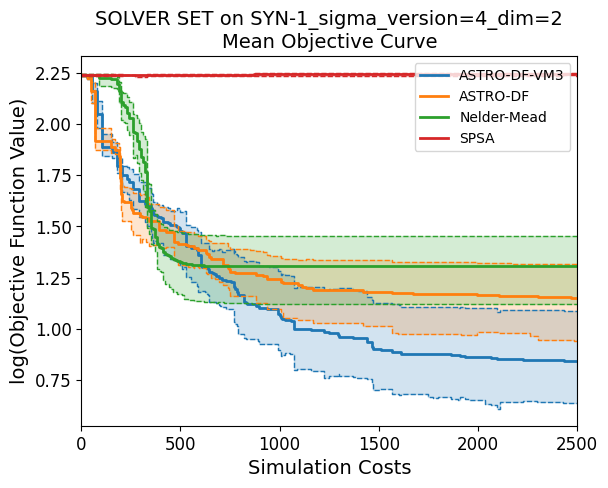 SOLVER SET on SYN-1_sigma_version=4_dim=2
Mean Objective Curve
log(Objective Function Value)
2.25
2.00
1.75
1.50
1.25
1.00
0.75
ASTRO-DF-VM3
ASTRO-DF
Nelder-Mead
SPSA
0
500
1000
1500
2000
2500
Simulation Costs